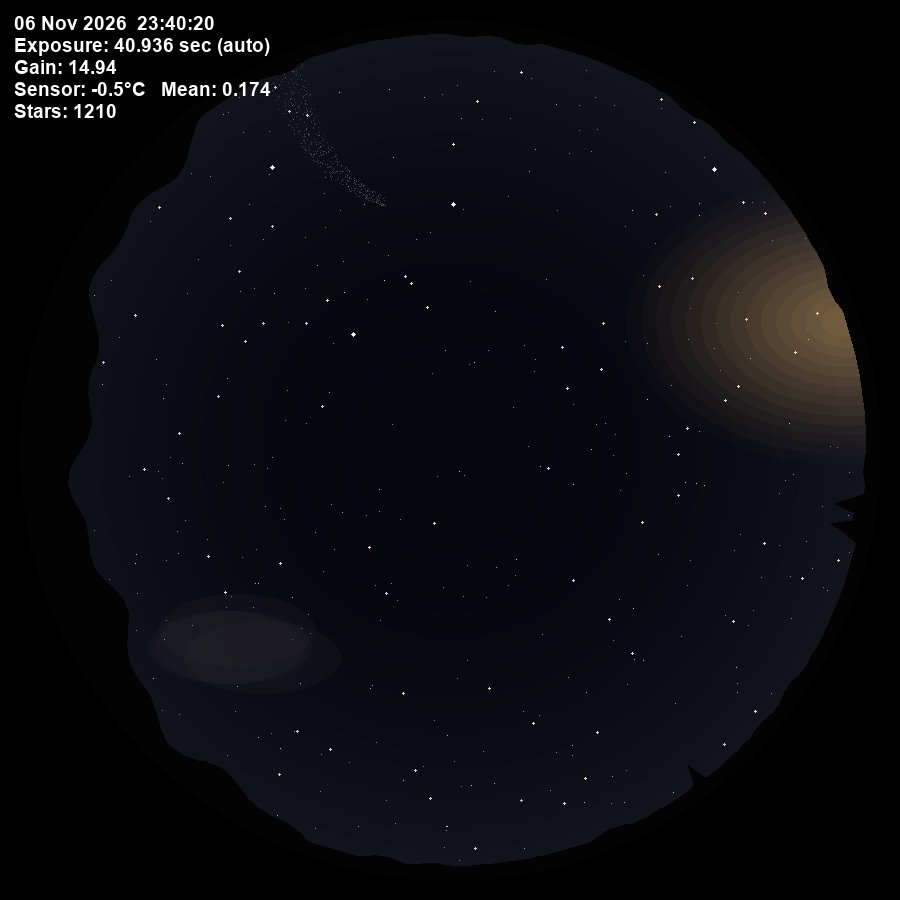 06 Nov 2026  23:40:20
Exposure: 40.936 sec (auto)
Gain: 14.94
Sensor: -0.5°C   Mean: 0.174
Stars: 1210